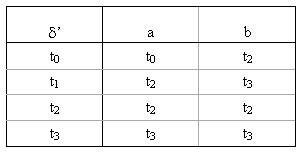 δ' a b
t₀ t₀ t₂
t₁ t₂ t₃
t₂ t₂ t₂
t₃ t₃ t₃